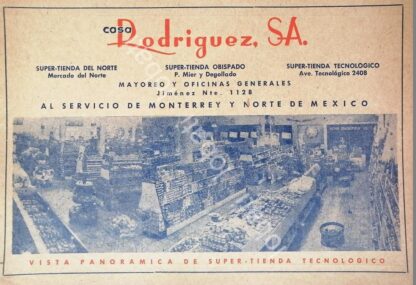 casa
Rodriguez, S.A.
SUPER-TIENDA DEL NORTE
Mercado del Norte
SUPER-TIENDA OBISPADO
P. Mier y Degollado
SUPER-TIENDA TECNOLOGICO
Ave. Tecnológico 2408
MAYOREO Y OFICINAS GENERALES
Jiménez Nte. 1128
AL SERVICIO DE MONTERREY Y NORTE DE MEXICO
VISTA PANORAMICA DE SUPER-TIENDA TECNOLOGICO